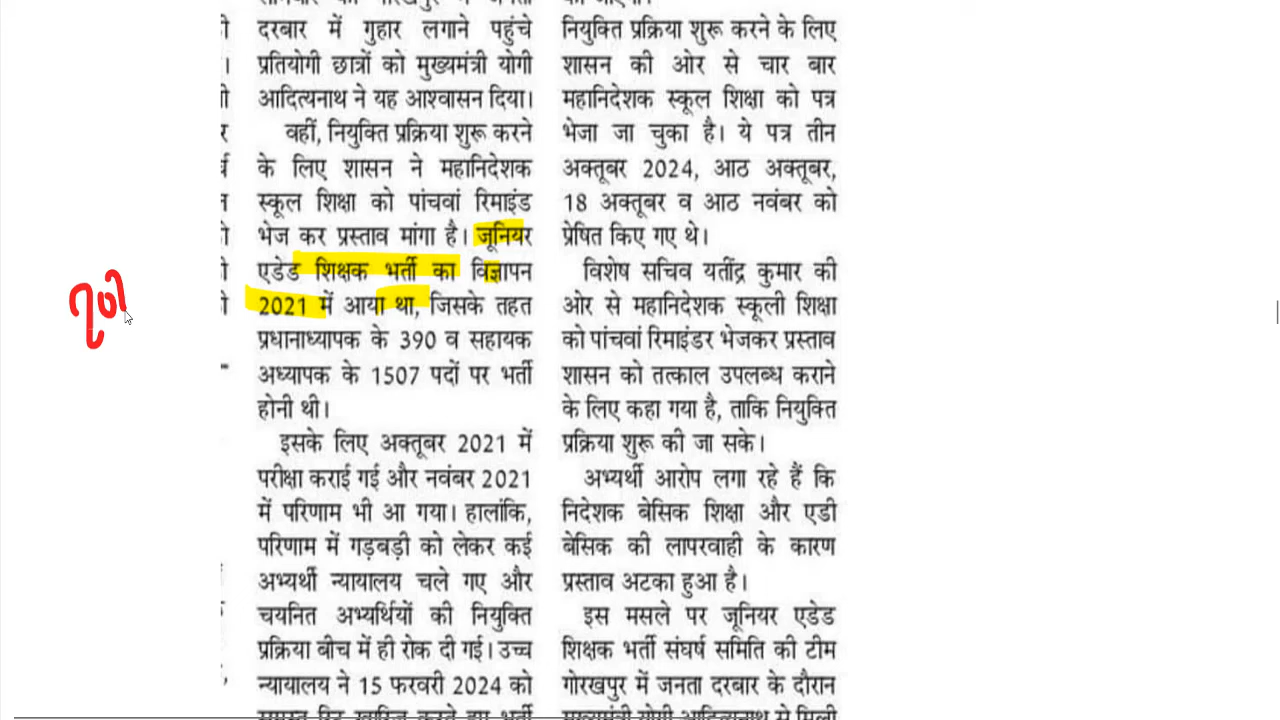 दरबार में गुहार लगाने पहुंचे
प्रतियोगी छात्रों को मुख्यमंत्री योगी
आदित्यनाथ ने यह आश्वासन दिया।
वहीं, नियुक्ति प्रक्रिया शुरू करने
के लिए शासन ने महानिदेशक
स्कूल शिक्षा को पांचवां रिमाइंड
भेज कर प्रस्ताव मांगा है। जूनियर
एडेड शिक्षक भर्ती का विज्ञापन
2021 में आया था, जिसके तहत
प्रधानाध्यापक के 390 व सहायक
अध्यापक के 1507 पदों पर भर्ती
होनी थी।
इसके लिए अक्तूबर 2021 में
परीक्षा कराई गई और नवंबर 2021
में परिणाम भी आ गया। हालांकि,
परिणाम में गड़बड़ी को लेकर कई
अभ्यर्थी न्यायालय चले गए और
चयनित अभ्यर्थियों की नियुक्ति
प्रक्रिया बीच में ही रोक दी गई। उच्च
न्यायालय ने 15 फरवरी 2024 को
नियुक्ति प्रक्रिया शुरू करने के लिए
शासन की ओर से चार बार
महानिदेशक स्कूल शिक्षा को पत्र
भेजा जा चुका है। ये पत्र तीन
अक्तूबर 2024, आठ अक्तूबर,
18 अक्तूबर व आठ नवंबर को
प्रेषित किए गए थे।
विशेष सचिव यतींद्र कुमार की
ओर से महानिदेशक स्कूली शिक्षा
को पांचवां रिमाइंडर भेजकर प्रस्ताव
शासन को तत्काल उपलब्ध कराने
के लिए कहा गया है, ताकि नियुक्ति
प्रक्रिया शुरू की जा सके।
अभ्यर्थी आरोप लगा रहे हैं कि
निदेशक बेसिक शिक्षा और एडी
बेसिक की लापरवाही के कारण
प्रस्ताव अटका हुआ है।
इस मसले पर जूनियर एडेड
शिक्षक भर्ती संघर्ष समिति की टीम
गोरखपुर में जनता दरबार के दौरान